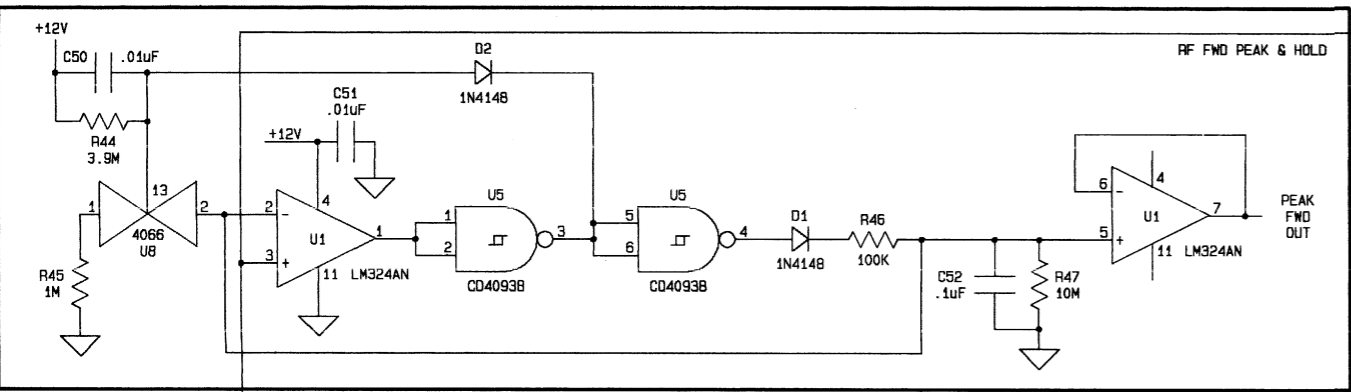 RF FWD PEAK & HOLD
+12V
C50 .01uF
R44
3.9M
D2
1N4148
C51
.01uF
+12V
1
13
2
4066
U8
R45
1M
2
-
3
+
4
U1
11
1
LM324AN
U5
1
2
3
CD4093B
U5
5
6
4
CD4093B
D1
1N4148
R46
100K
C52
.1uF
R47
10M
6
-
5
+
4
U1
11
7
LM324AN
PEAK
FWD
OUT